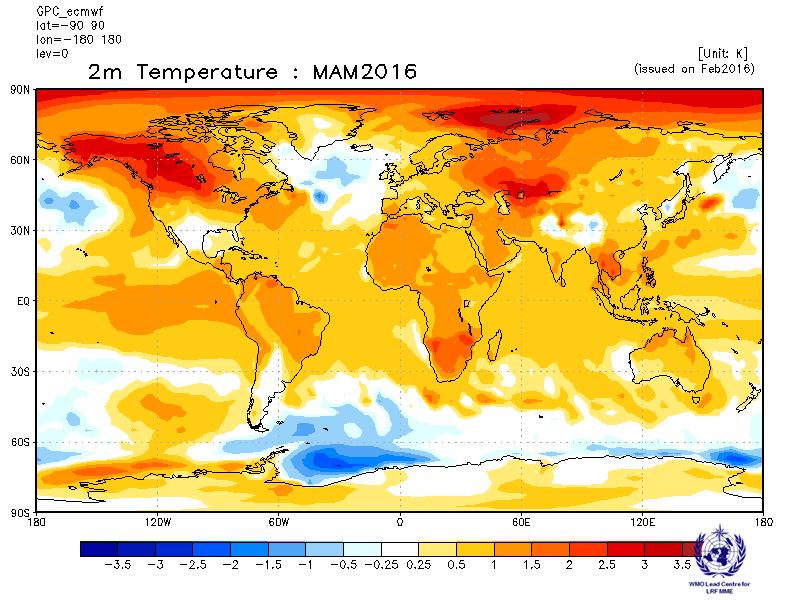 GPC_ecmwf
lat=-90 90
lon=-180 180
lev=0
[Unit: K]
2m Temperature : MAM2016
(issued on Feb2016)
90N
60N
30N
EQ
30S
60S
90S
180 120W 60W 0 60E 120E 180
-3.5 -3 -2.5 -2 -1.5 -1 -0.5 -0.25 0.25 0.5 1 1.5 2 2.5 3 3.5
WMO Lead Centre for
LRF MME